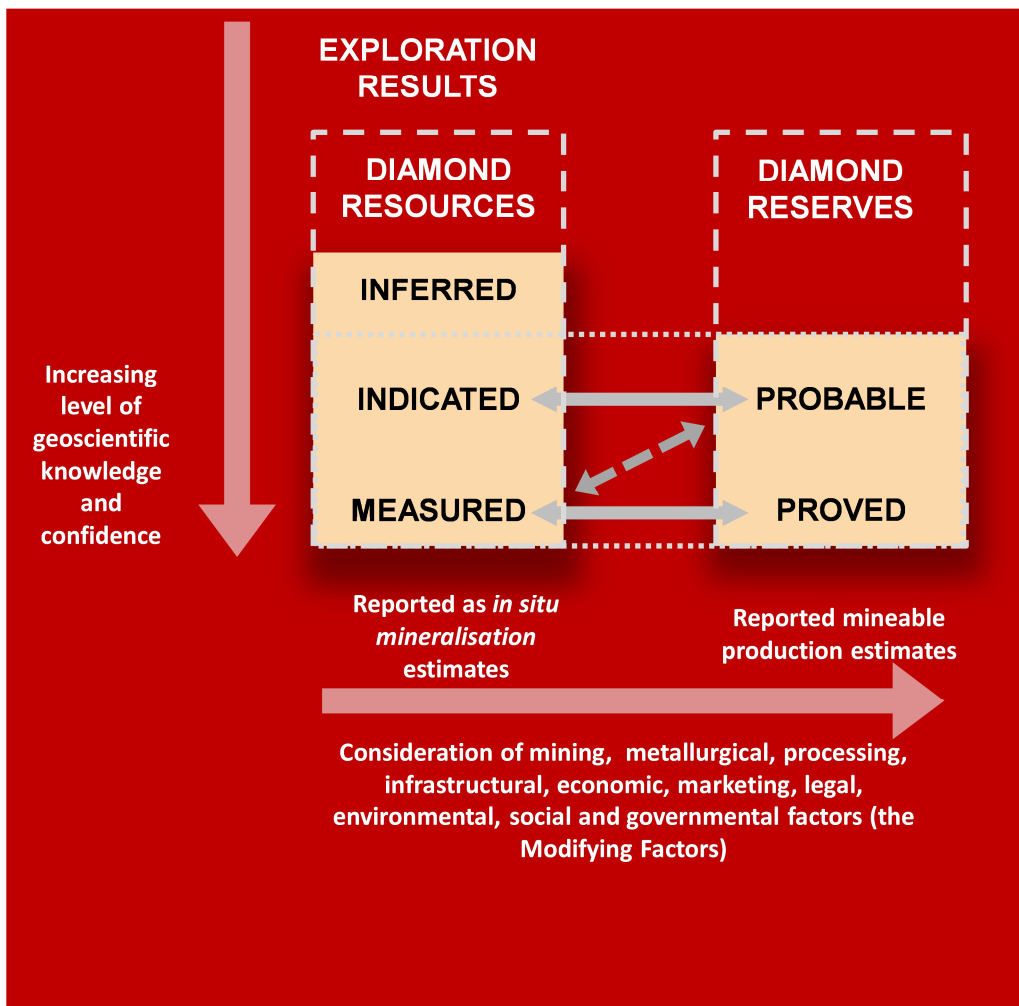 EXPLORATION
RESULTS
DIAMOND
RESOURCES
DIAMOND
RESERVES
INFERRED
INDICATED
PROBABLE
MEASURED
PROVED
Increasing
level of
geoscientific
knowledge
and
confidence
Reported as in situ
mineralisation
estimates
Reported mineable
production estimates
Consideration of mining, metallurgical, processing,
infrastructural, economic, marketing, legal,
environmental, social and governmental factors (the
Modifying Factors)